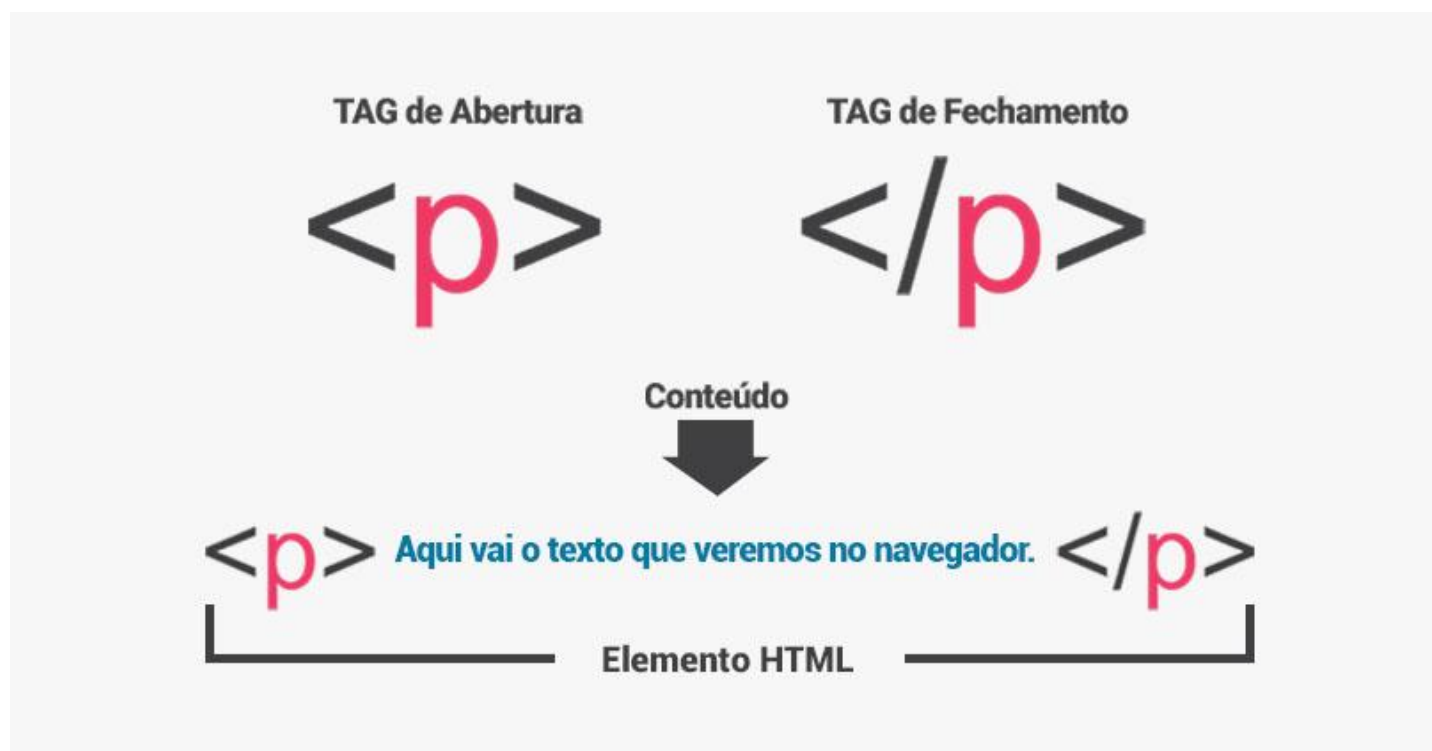 TAG de Abertura TAG de Fechamento
<p> </p>
Conteúdo
<p> Aqui vai o texto que veremos no navegador. </p>
Elemento HTML